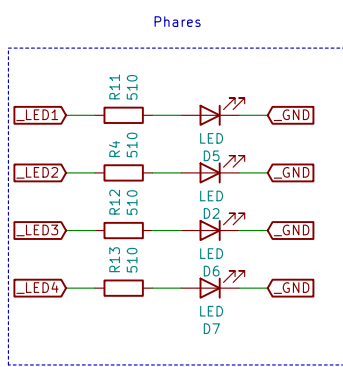 Phares
R11
510
_LED1
_GND
LED
D5
R4
510
_LED2
_GND
LED
D2
R12
510
_LED3
_GND
LED
D6
R13
510
_LED4
_GND
LED
D7